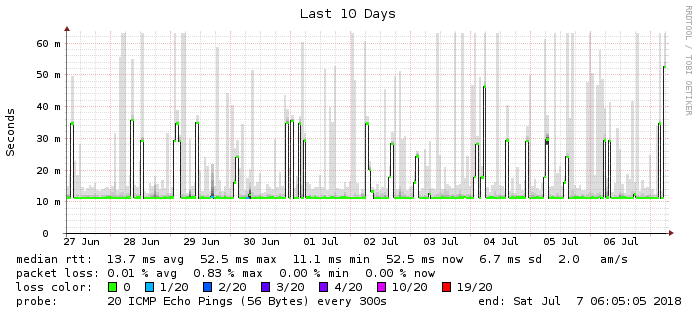 Last 10 Days
RRDTOOL / TOBI OETIKER
Seconds
60 m
50 m
40 m
30 m
20 m
10 m
0
27 Jun 28 Jun 29 Jun 30 Jun 01 Jul 02 Jul 03 Jul 04 Jul 05 Jul 06 Jul
median rtt: 13.7 ms avg 52.5 ms max 11.1 ms min 52.5 ms now 6.7 ms sd 2.0 am/s
packet loss: 0.01 % avg 0.83 % max 0.00 % min 0.00 % now
loss color: 0 1/20 2/20 3/20 4/20 10/20 19/20
probe: 20 ICMP Echo Pings (56 Bytes) every 300s end: Sat Jul 7 06:05:05 2018